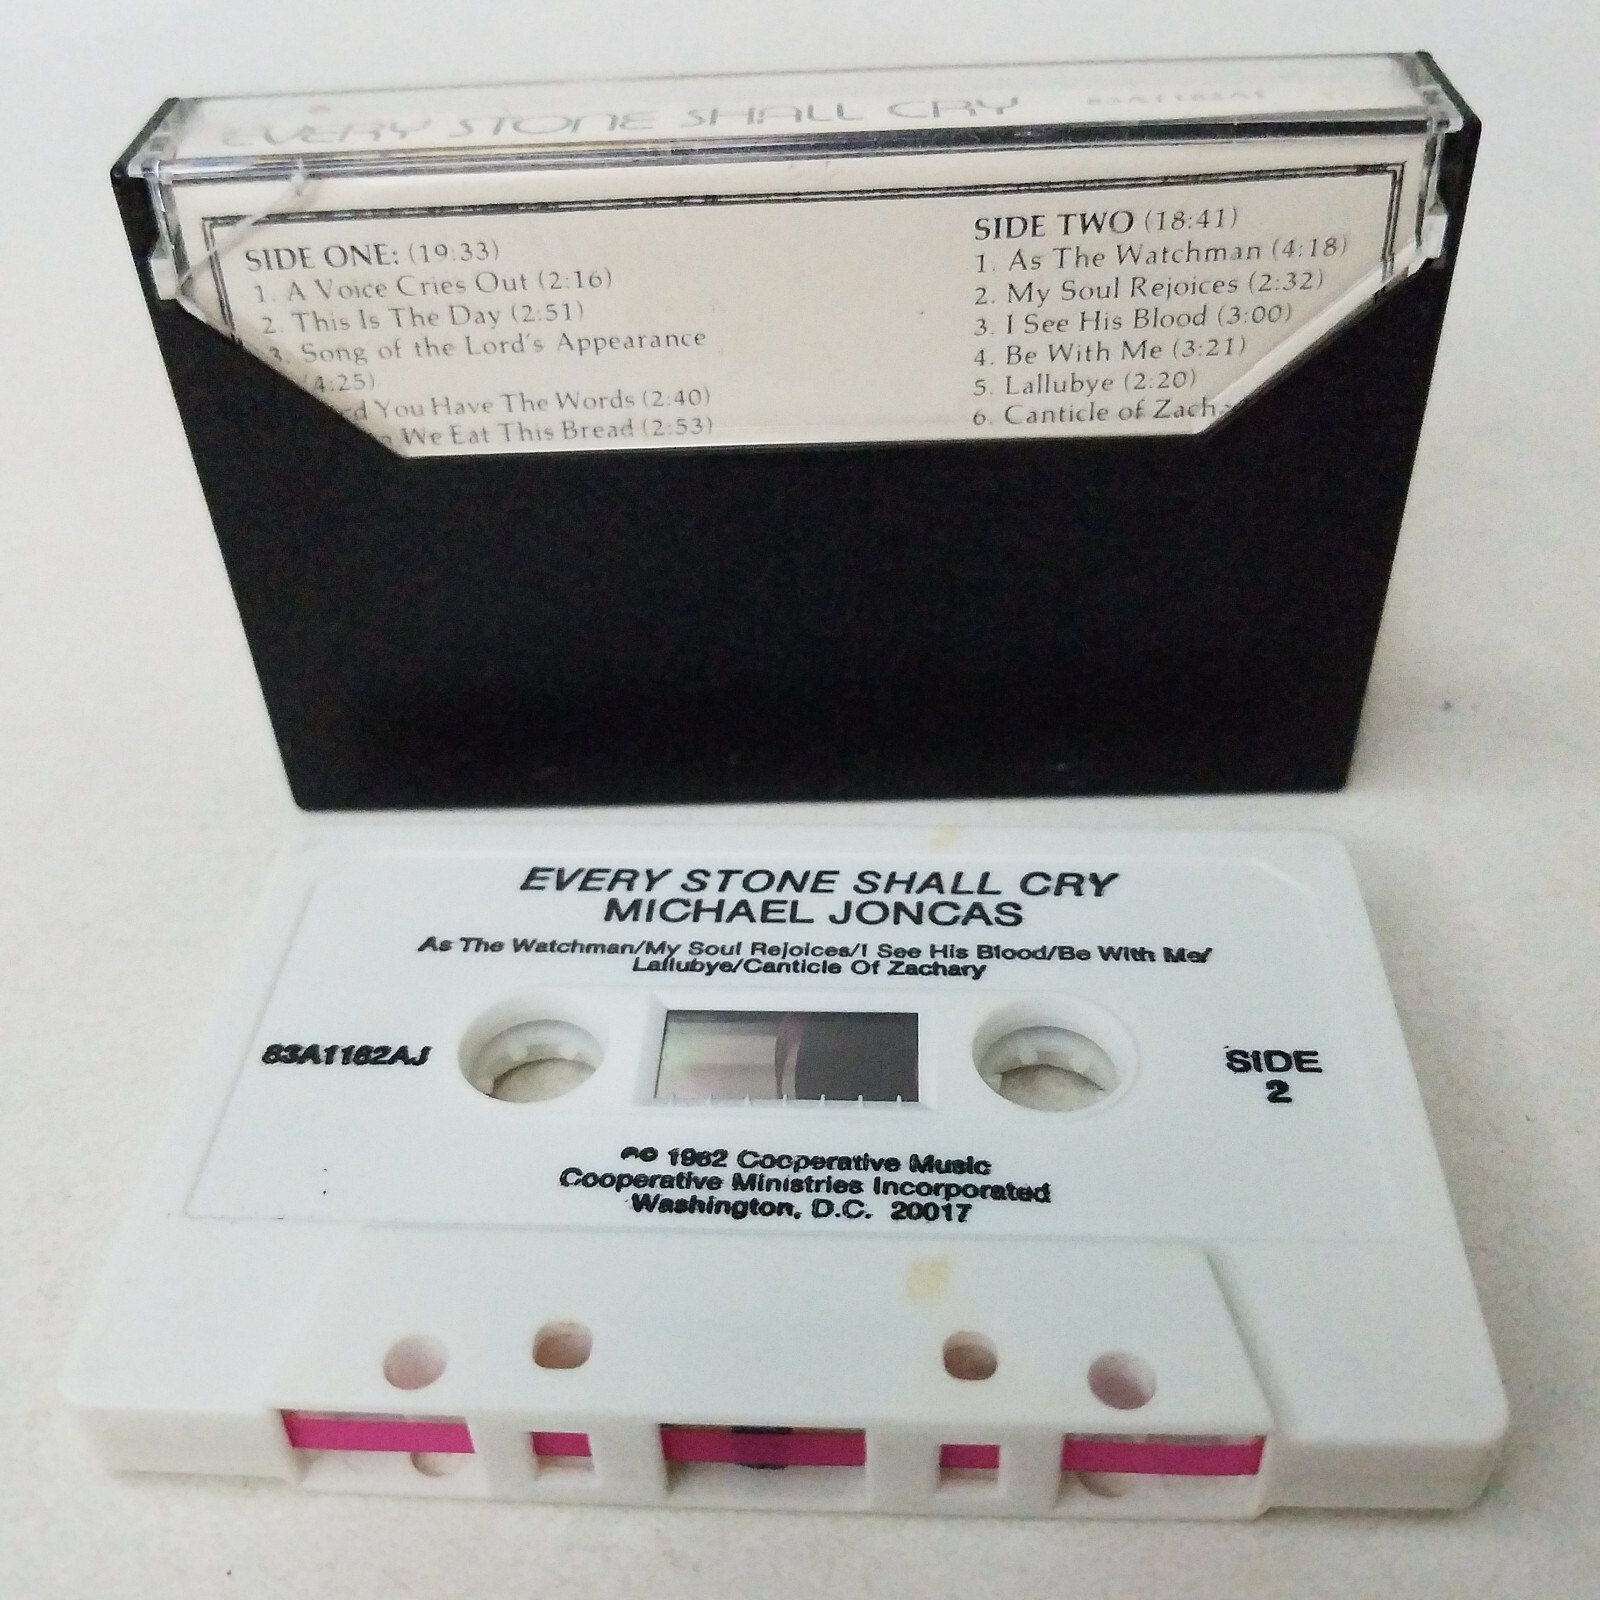 EVERY STONE SHALL CRY
SIDE ONE: (19:33)
1. A Voice Cries Out (2:16)
2. This Is The Day (2:51)
3. Song of the Lord's Appearance
(4:25)
You Have The Words (2:40)
We Eat This Bread (2:53)
SIDE TWO (18:41)
1. As The Watchman (4:18)
2. My Soul Rejoices (2:32)
3. I See His Blood (3:00)
4. Be With Me (3:21)
5. Lallubye (2:20)
6. Canticle of
EVERY STONE SHALL CRY
MICHAEL JONCAS
As The Watchman/My Soul Rejoices/I See His Blood/Be With Me/
Lallubye/Canticle Of Zachary
83A1182AJ
SIDE
2
℗© 1982 Cooperative Music
Cooperative Ministries Incorporated
Washington, D.C. 20017